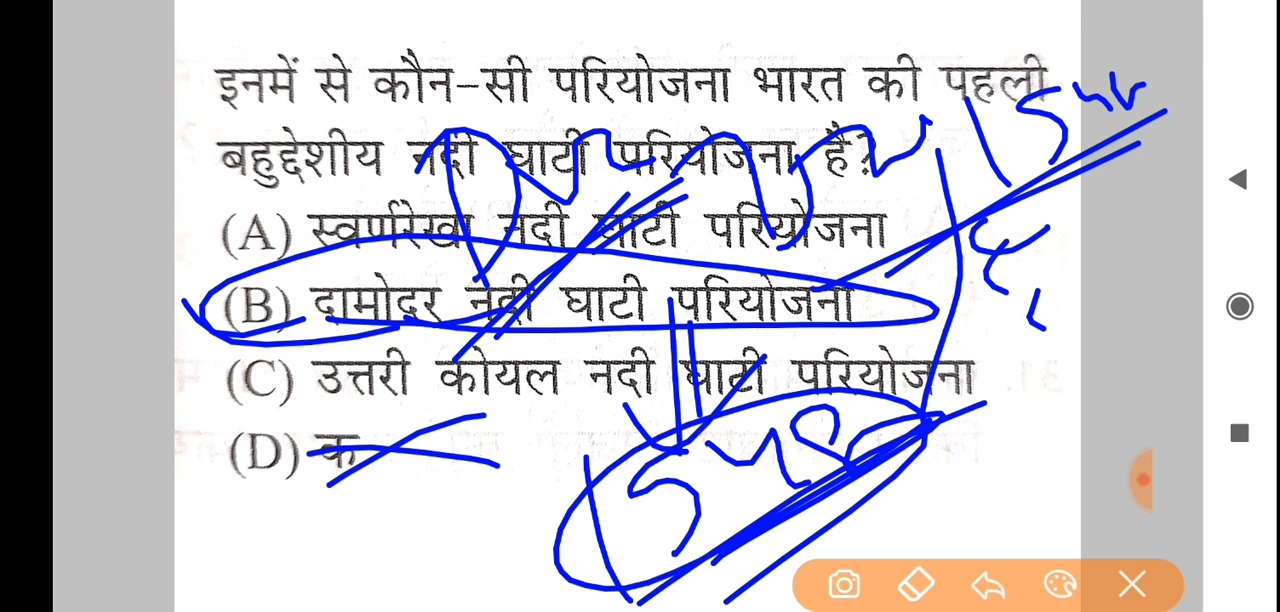 इनमें से कौन-सी परियोजना भारत की पहली
बहुद्देशीय नदी घाटी परियोजना है?
(A) स्वर्णरेखा नदी घाटी परियोजना
(B) दामोदर नदी घाटी परियोजना
(C) उत्तरी कोयल नदी घाटी परियोजना
(D) क